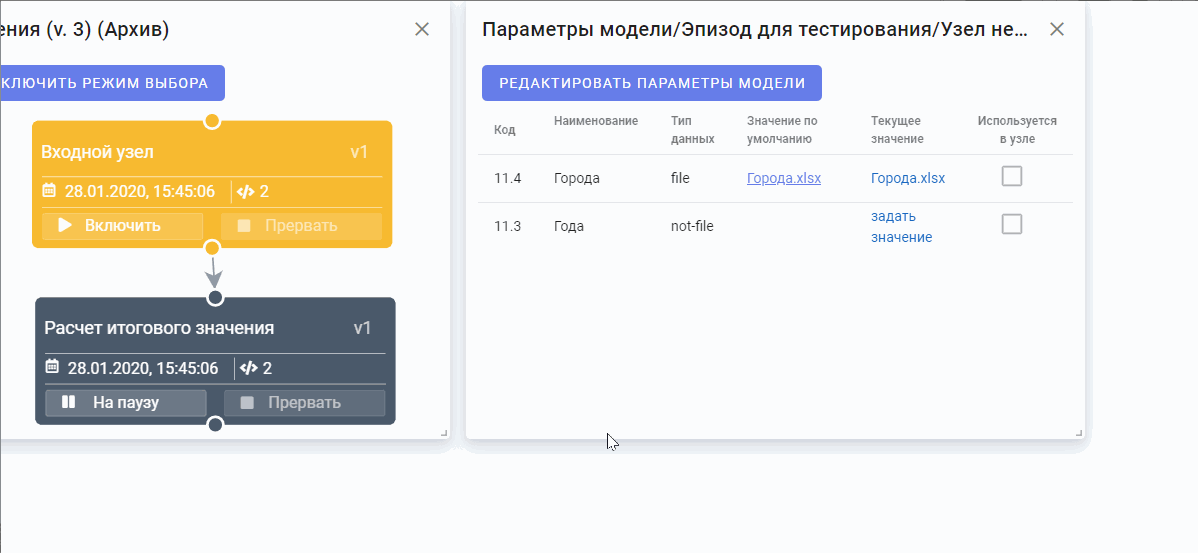 ения (v. 3) (Архив)
КЛЮЧИТЬ РЕЖИМ ВЫБОРА
Входной узел v1
28.01.2020, 15:45:06 2
Включить Прервать
Расчет итогового значения v1
28.01.2020, 15:45:06 2
На паузу Прервать
Параметры модели/Эпизод для тестирования/Узел не...
РЕДАКТИРОВАТЬ ПАРАМЕТРЫ МОДЕЛИ
Код Наименование Тип данных Значение по умолчанию Текущее значение Используется в узле
11.4 Города file Города.xlsx Города.xlsx
11.3 Года not-file задать значение